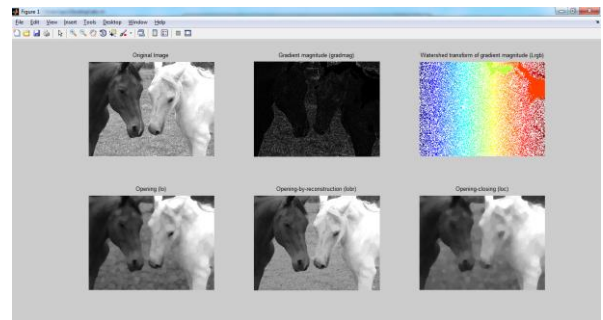 Figure 1
File Edit View Insert Tools Desktop Window Help
Original Image
Gradient magnitude (gradmag)
Watershed transform of gradient magnitude (Lrgb)
Opening (Io)
Opening-by-reconstruction (Iobr)
Opening-closing (Ioc)